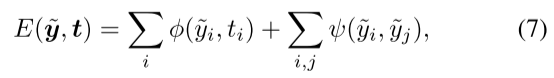 E(ỹ, t) = ∑_i ϕ(ỹ_i, t_i) + ∑_{i,j} ψ(ỹ_i, ỹ_j), (7)